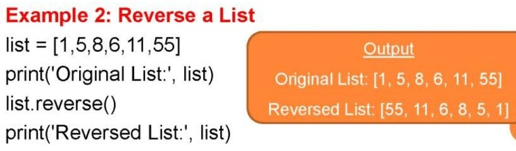 Example 2: Reverse a List
list = [1,5,8,6,11,55]
print('Original List:', list)
list.reverse()
print('Reversed List:', list)
Output
Original List: [1, 5, 8, 6, 11, 55]
Reversed List: [55, 11, 6, 8, 5, 1]